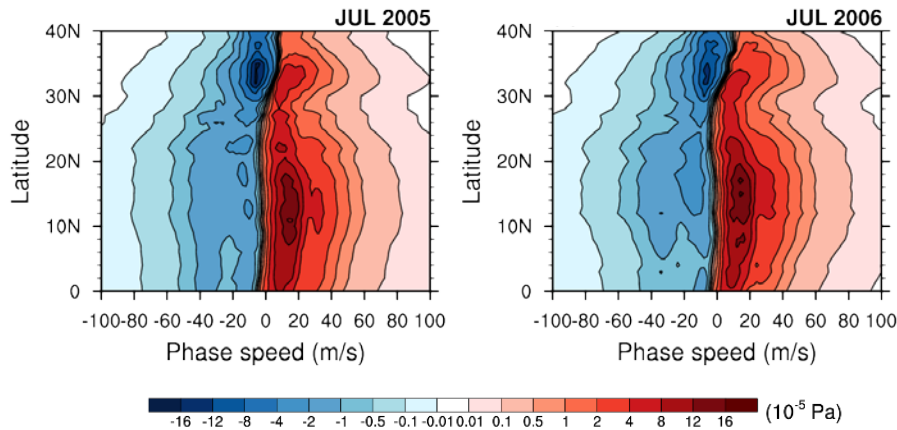 JUL 2005
JUL 2006
40N
30N
20N
10N
0
Latitude
-100-80 -60 -40 -20 0 20 40 60 80 100
Phase speed (m/s)
40N
30N
20N
10N
0
Latitude
-100-80 -60 -40 -20 0 20 40 60 80 100
Phase speed (m/s)
-16 -12 -8 -4 -2 -1 -0.5 -0.1 -0.01 0.01 0.1 0.5 1 2 4 8 12 16 (10⁻⁵ Pa)